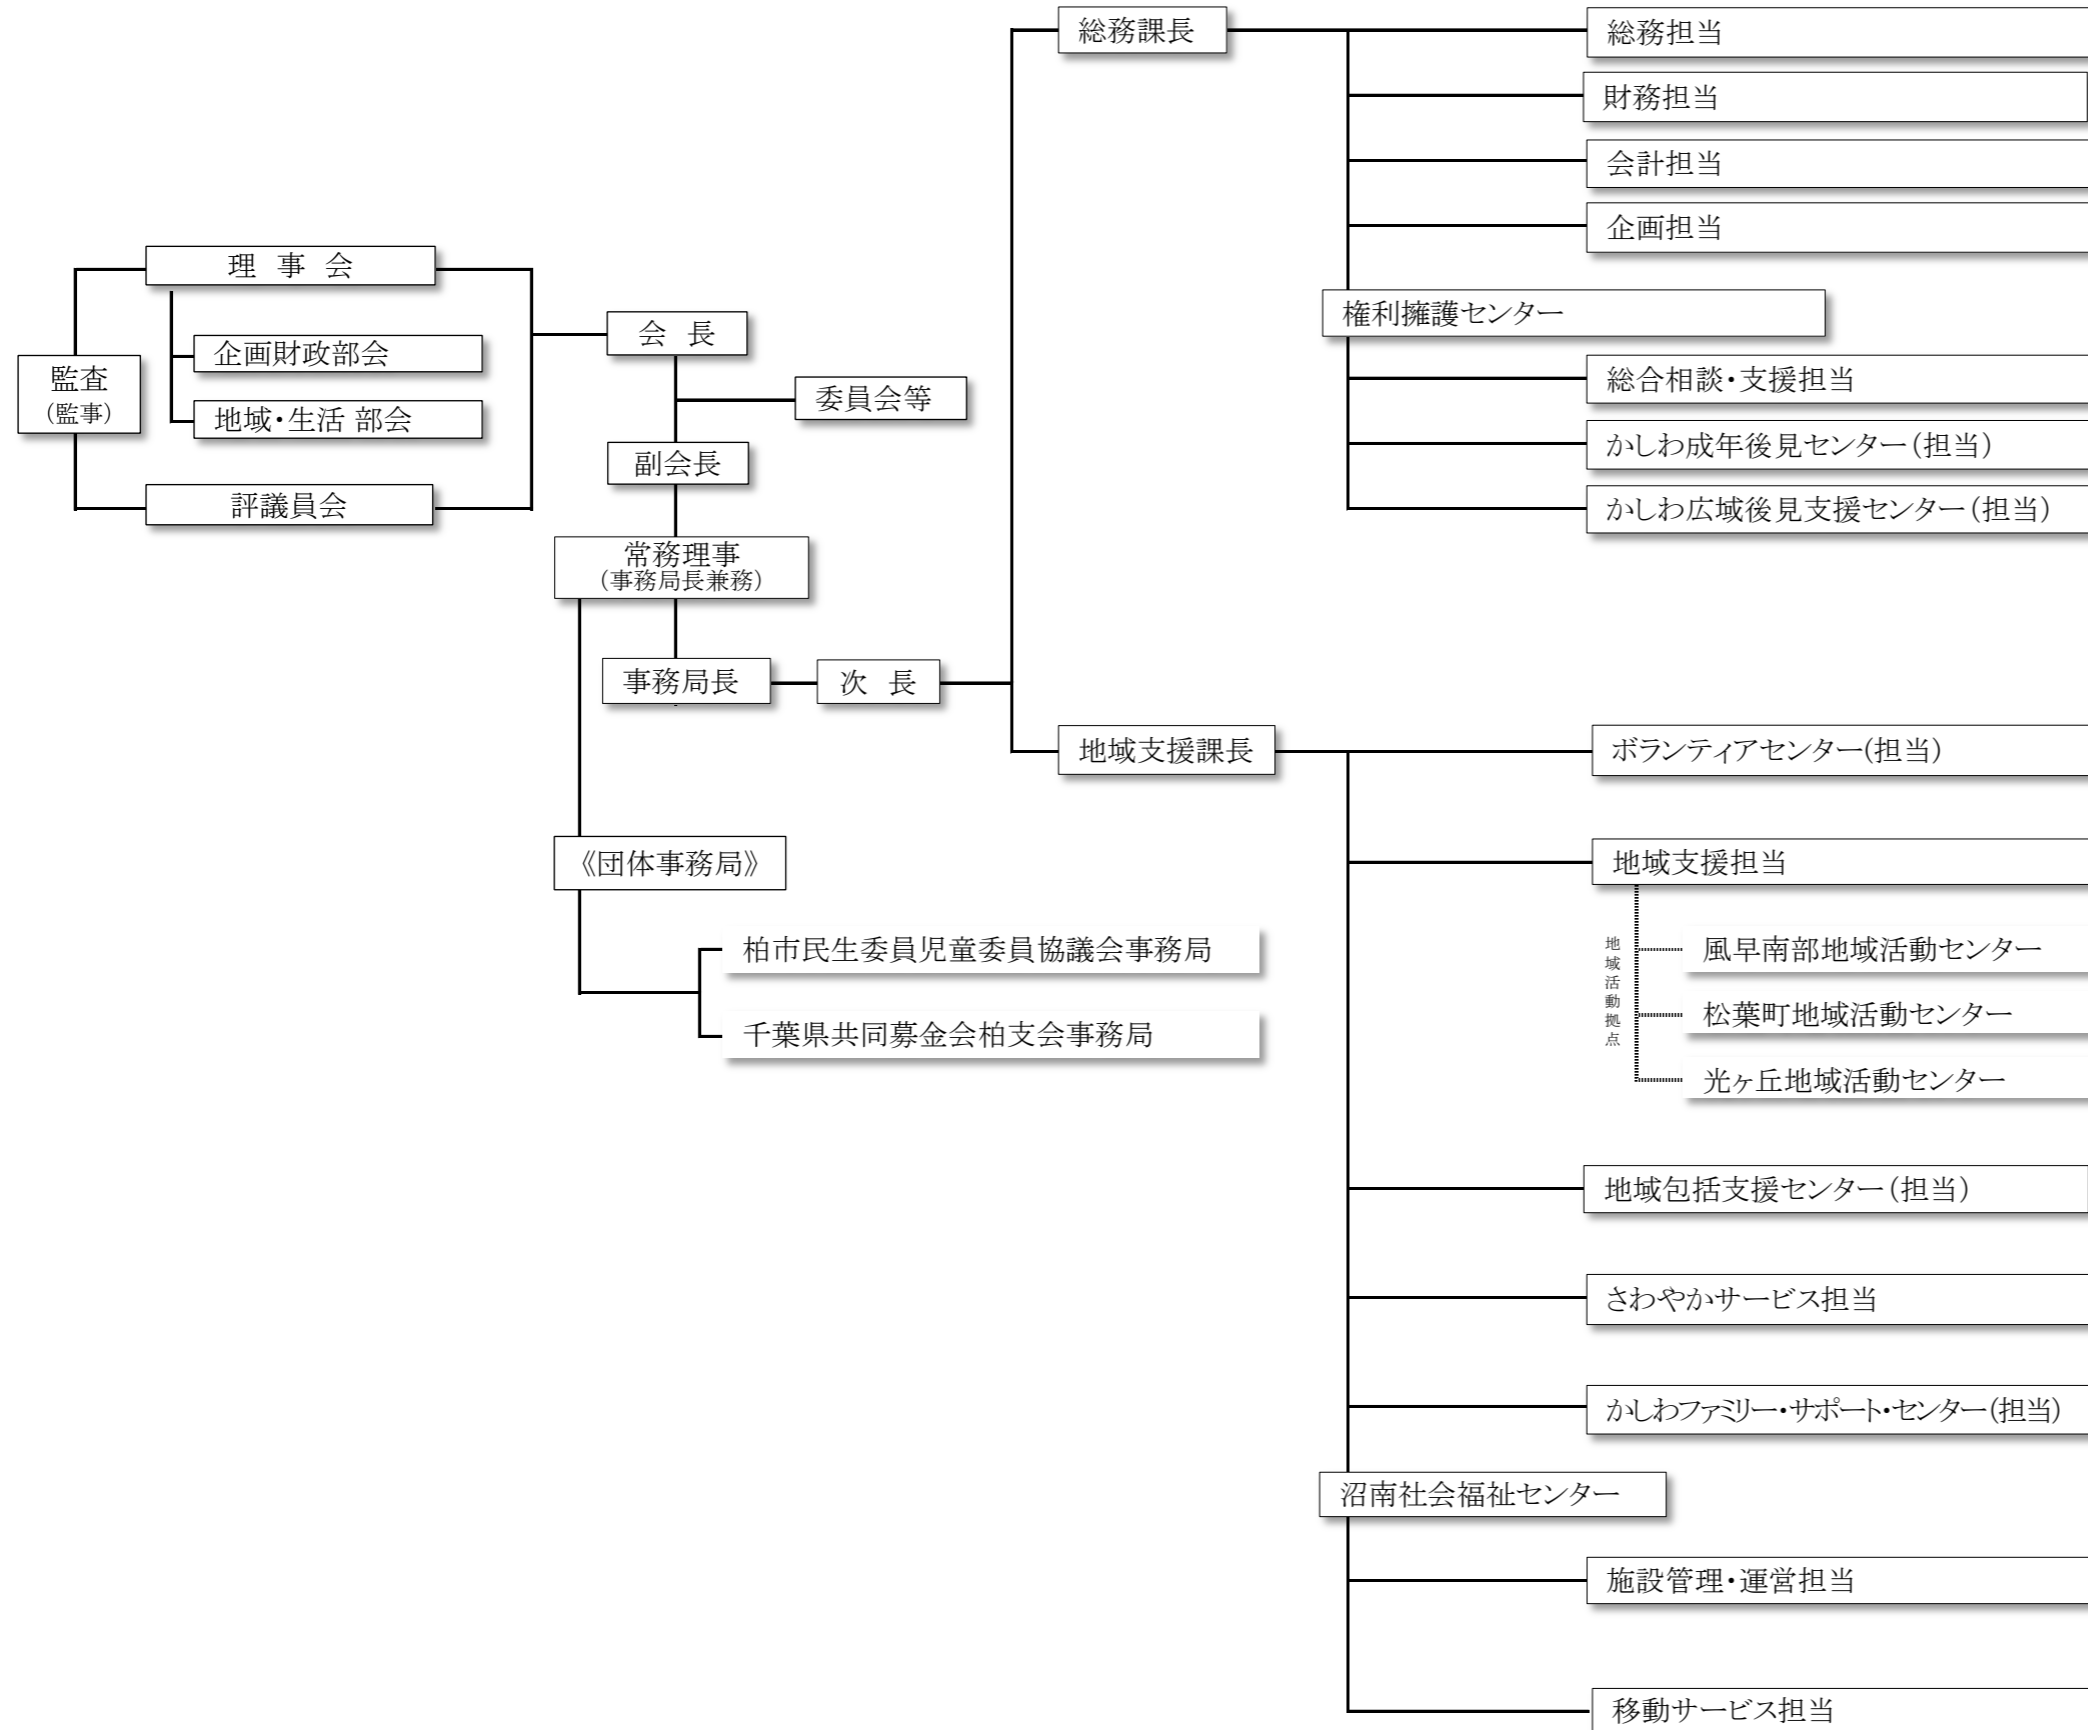 理 事 会
企画財政部会
地域・生活 部会
監査
(監事)
評議員会
会 長
委員会等
副会長
常務理事
(事務局長兼務)
事務局長
次 長
《団体事務局》
柏市民生委員児童委員協議会事務局
千葉県共同募金会柏支会事務局
総務課長
総務担当
財務担当
会計担当
企画担当
権利擁護センター
総合相談・支援担当
かしわ成年後見センター(担当)
かしわ広域後見支援センター(担当)
地域支援課長
ボランティアセンター(担当)
地域支援担当
地域活動拠点
風早南部地域活動センター
松葉町地域活動センター
光ヶ丘地域活動センター
地域包括支援センター(担当)
さわやかサービス担当
かしわファミリー・サポート・センター(担当)
沼南社会福祉センター
施設管理・運営担当
移動サービス担当